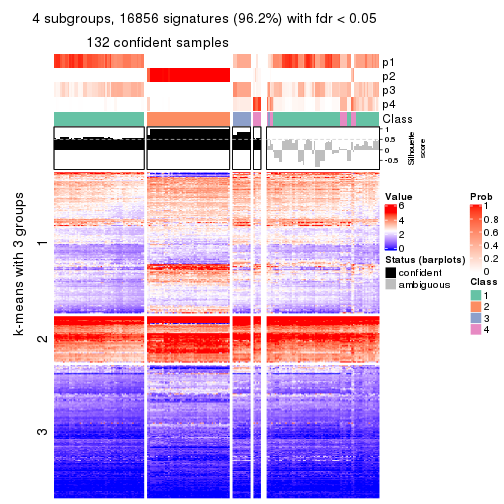 4 subgroups, 16856 signatures (96.2%) with fdr < 0.05
132 confident samples
p1
p2
p3
p4
Class
1
0.5
0
-0.5
Silhouette
score
k-means with 3 groups
1
2
3
Value
6
4
2
0
Status (barplots)
confident
ambiguous
Prob
1
0.8
0.6
0.4
0.2
0
Class
1
2
3
4